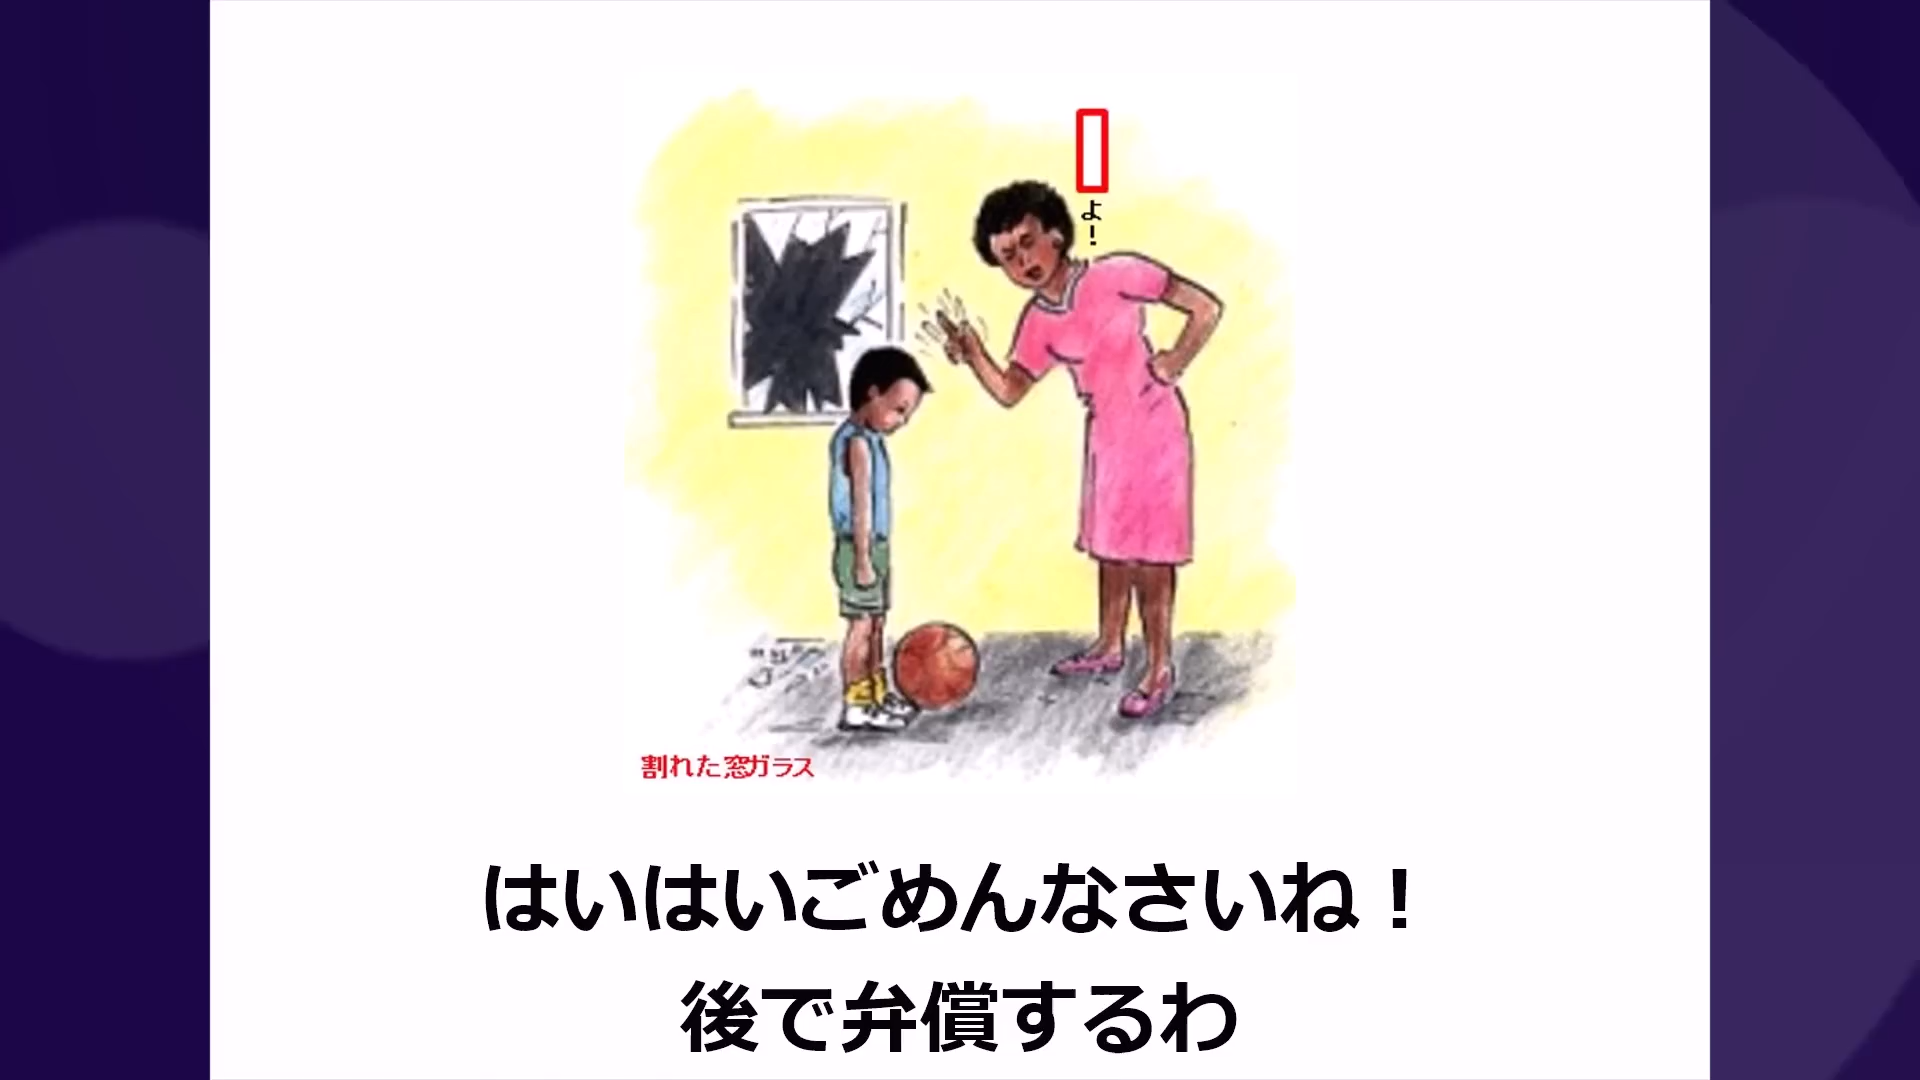 よ！
割れた窓ガラス
はいはいごめんなさいね！
後で弁償するわ